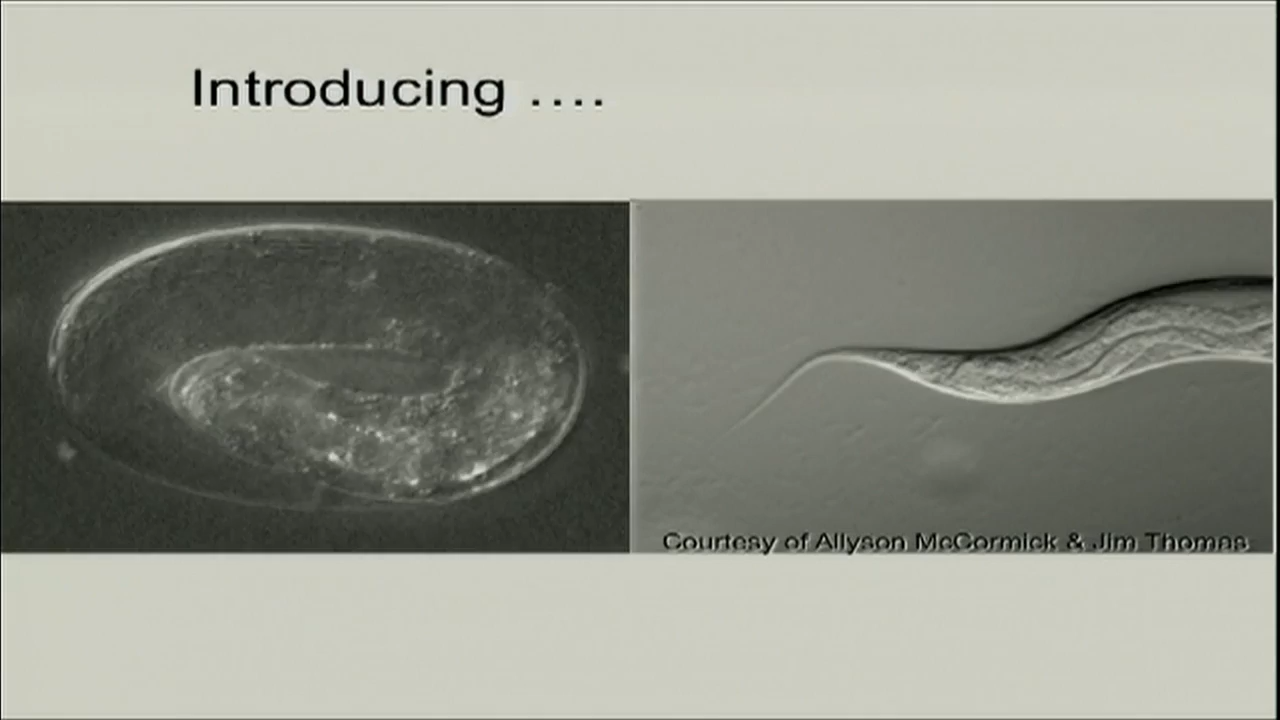 Introducing ....
Courtesy of Allyson McCormick & Jim Thomas